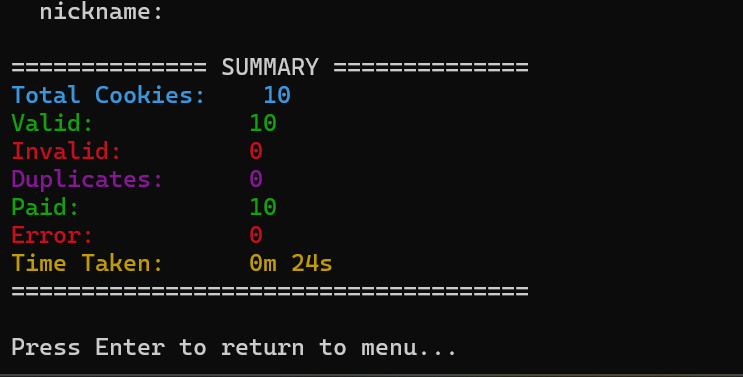 nickname:
============== SUMMARY ==============
Total Cookies: 10
Valid: 10
Invalid: 0
Duplicates: 0
Paid: 10
Error: 0
Time Taken: 0m 24s
=====================================
Press Enter to return to menu...